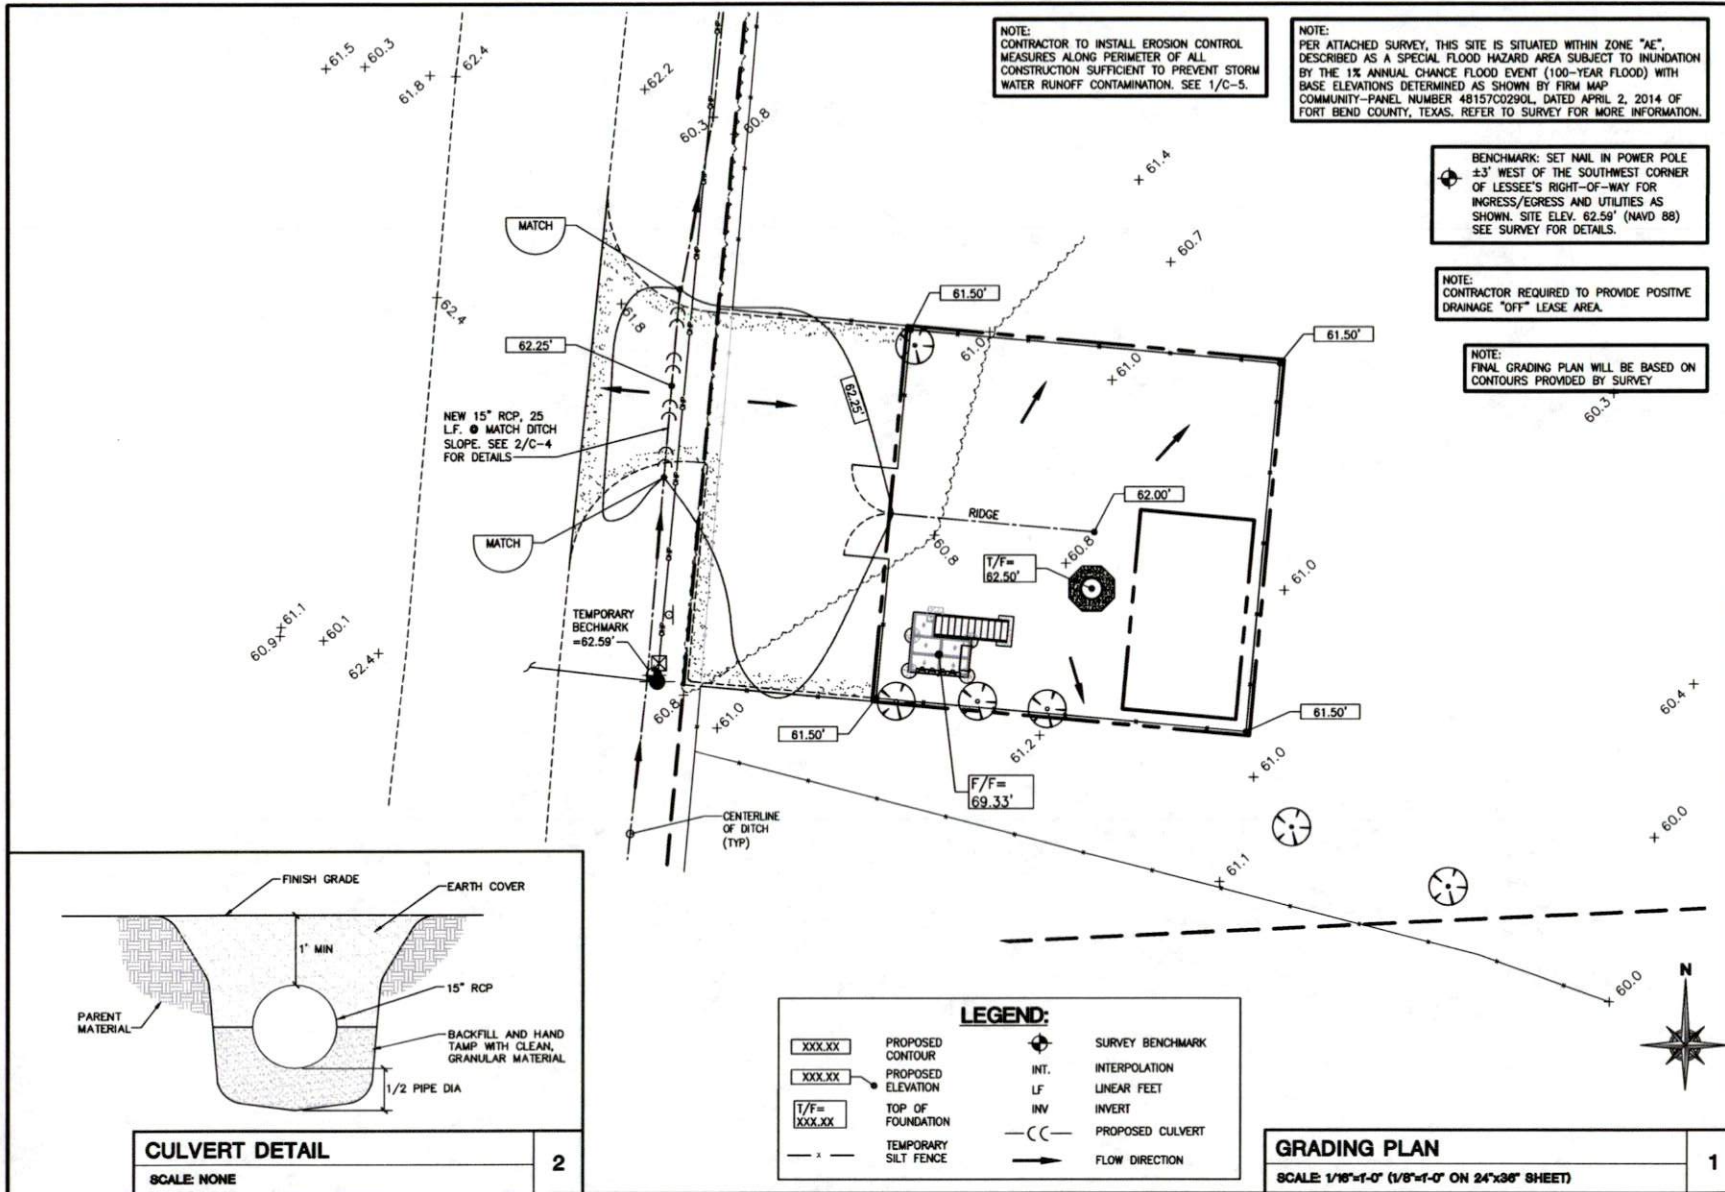 NOTE:
CONTRACTOR TO INSTALL EROSION CONTROL
MEASURES ALONG PERIMETER OF ALL
CONSTRUCTION SUFFICIENT TO PREVENT STORM
WATER RUNOFF CONTAMINATION. SEE 1/C-5.
NOTE:
PER ATTACHED SURVEY, THIS SITE IS SITUATED WITHIN ZONE "AE",
DESCRIBED AS A SPECIAL FLOOD HAZARD AREA SUBJECT TO INUNDATION
BY THE 1% ANNUAL CHANCE FLOOD EVENT (100-YEAR FLOOD) WITH
BASE ELEVATIONS DETERMINED AS SHOWN BY FIRM MAP
COMMUNITY-PANEL NUMBER 48157C0290L, DATED APRIL 2, 2014 OF
FORT BEND COUNTY, TEXAS. REFER TO SURVEY FOR MORE INFORMATION.
BENCHMARK: SET NAIL IN POWER POLE
±3' WEST OF THE SOUTHWEST CORNER
OF LESSEE'S RIGHT-OF-WAY FOR
INGRESS/EGRESS AND UTILITIES AS
SHOWN. SITE ELEV. 62.59' (NAVD 88)
SEE SURVEY FOR DETAILS.
NOTE:
CONTRACTOR REQUIRED TO PROVIDE POSITIVE
DRAINAGE "OFF" LEASE AREA.
NOTE:
FINAL GRADING PLAN WILL BE BASED ON
CONTOURS PROVIDED BY SURVEY
61.5
60.3
62.4
61.8
62.2
60.3
60.8
61.4
60.7
MATCH
61.50'
62.4
61.8
61.0
61.50'
62.25'
61.0
62.25'
60.3
NEW 15" RCP, 25
L.F. @ MATCH DITCH
SLOPE. SEE 2/C-4
FOR DETAILS
62.00'
RIDGE
MATCH
60.8
60.8
T/F=
62.50'
61.0
61.1
60.9
60.1
62.4
TEMPORARY
BECHMARK
=62.59'
60.8
61.0
61.50'
61.2
61.50'
60.4
61.0
F/F=
69.33'
CENTERLINE
OF DITCH
(TYP)
60.0
61.1
60.0
N
FINISH GRADE
EARTH COVER
1' MIN
15" RCP
PARENT
MATERIAL
BACKFILL AND HAND
TAMP WITH CLEAN,
GRANULAR MATERIAL
1/2 PIPE DIA
CULVERT DETAIL
2
SCALE: NONE
LEGEND:
XXX.XX
PROPOSED
CONTOUR
XXX.XX
PROPOSED
ELEVATION
T/F=
XXX.XX
TOP OF
FOUNDATION
x
TEMPORARY
SILT FENCE
SURVEY BENCHMARK
INT.
INTERPOLATION
LF
LINEAR FEET
INV
INVERT
PROPOSED CULVERT
FLOW DIRECTION
GRADING PLAN
1
SCALE: 1/16"=1'-0" (1/8"=1'-0" ON 24"x36" SHEET)